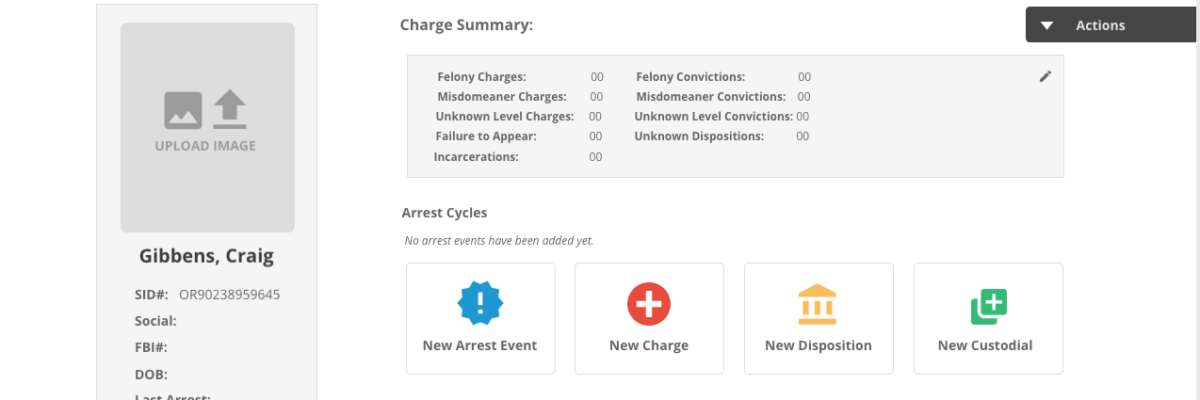 Charge Summary:
Actions
Felony Charges: 00 Felony Convictions: 00
Misdomeaner Charges: 00 Misdomeaner Convictions: 00
Unknown Level Charges: 00 Unknown Level Convictions: 00
Failure to Appear: 00 Unknown Dispositions: 00
Incarcerations: 00
UPLOAD IMAGE
Gibbens, Craig
SID#: OR90238959645
Social:
FBI#:
DOB:
Last Arrest:
Arrest Cycles
No arrest events have been added yet.
New Arrest Event
New Charge
New Disposition
New Custodial